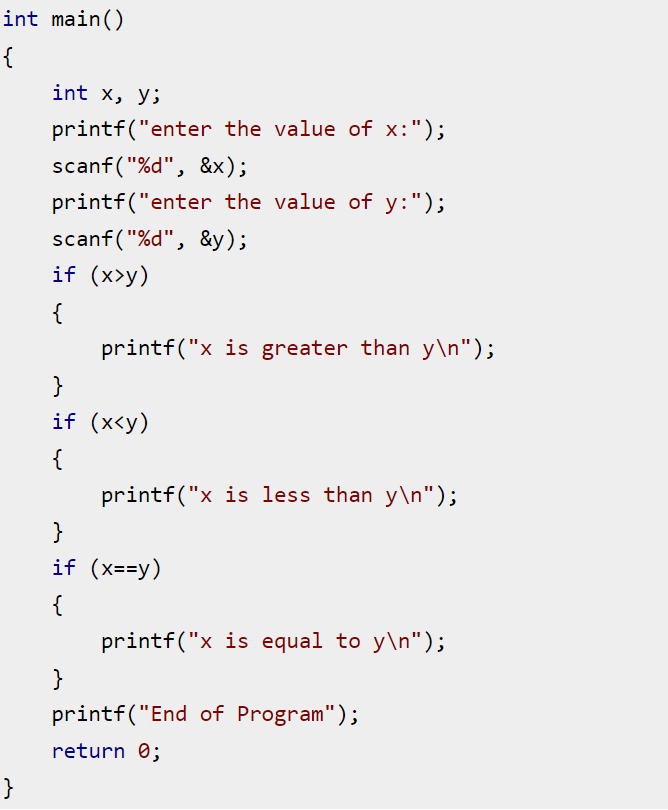 int main()
{
    int x, y;
    printf("enter the value of x:");
    scanf("%d", &x);
    printf("enter the value of y:");
    scanf("%d", &y);
    if (x>y)
    {
        printf("x is greater than y\n");
    }
    if (x<y)
    {
        printf("x is less than y\n");
    }
    if (x==y)
    {
        printf("x is equal to y\n");
    }
    printf("End of Program");
    return 0;
}